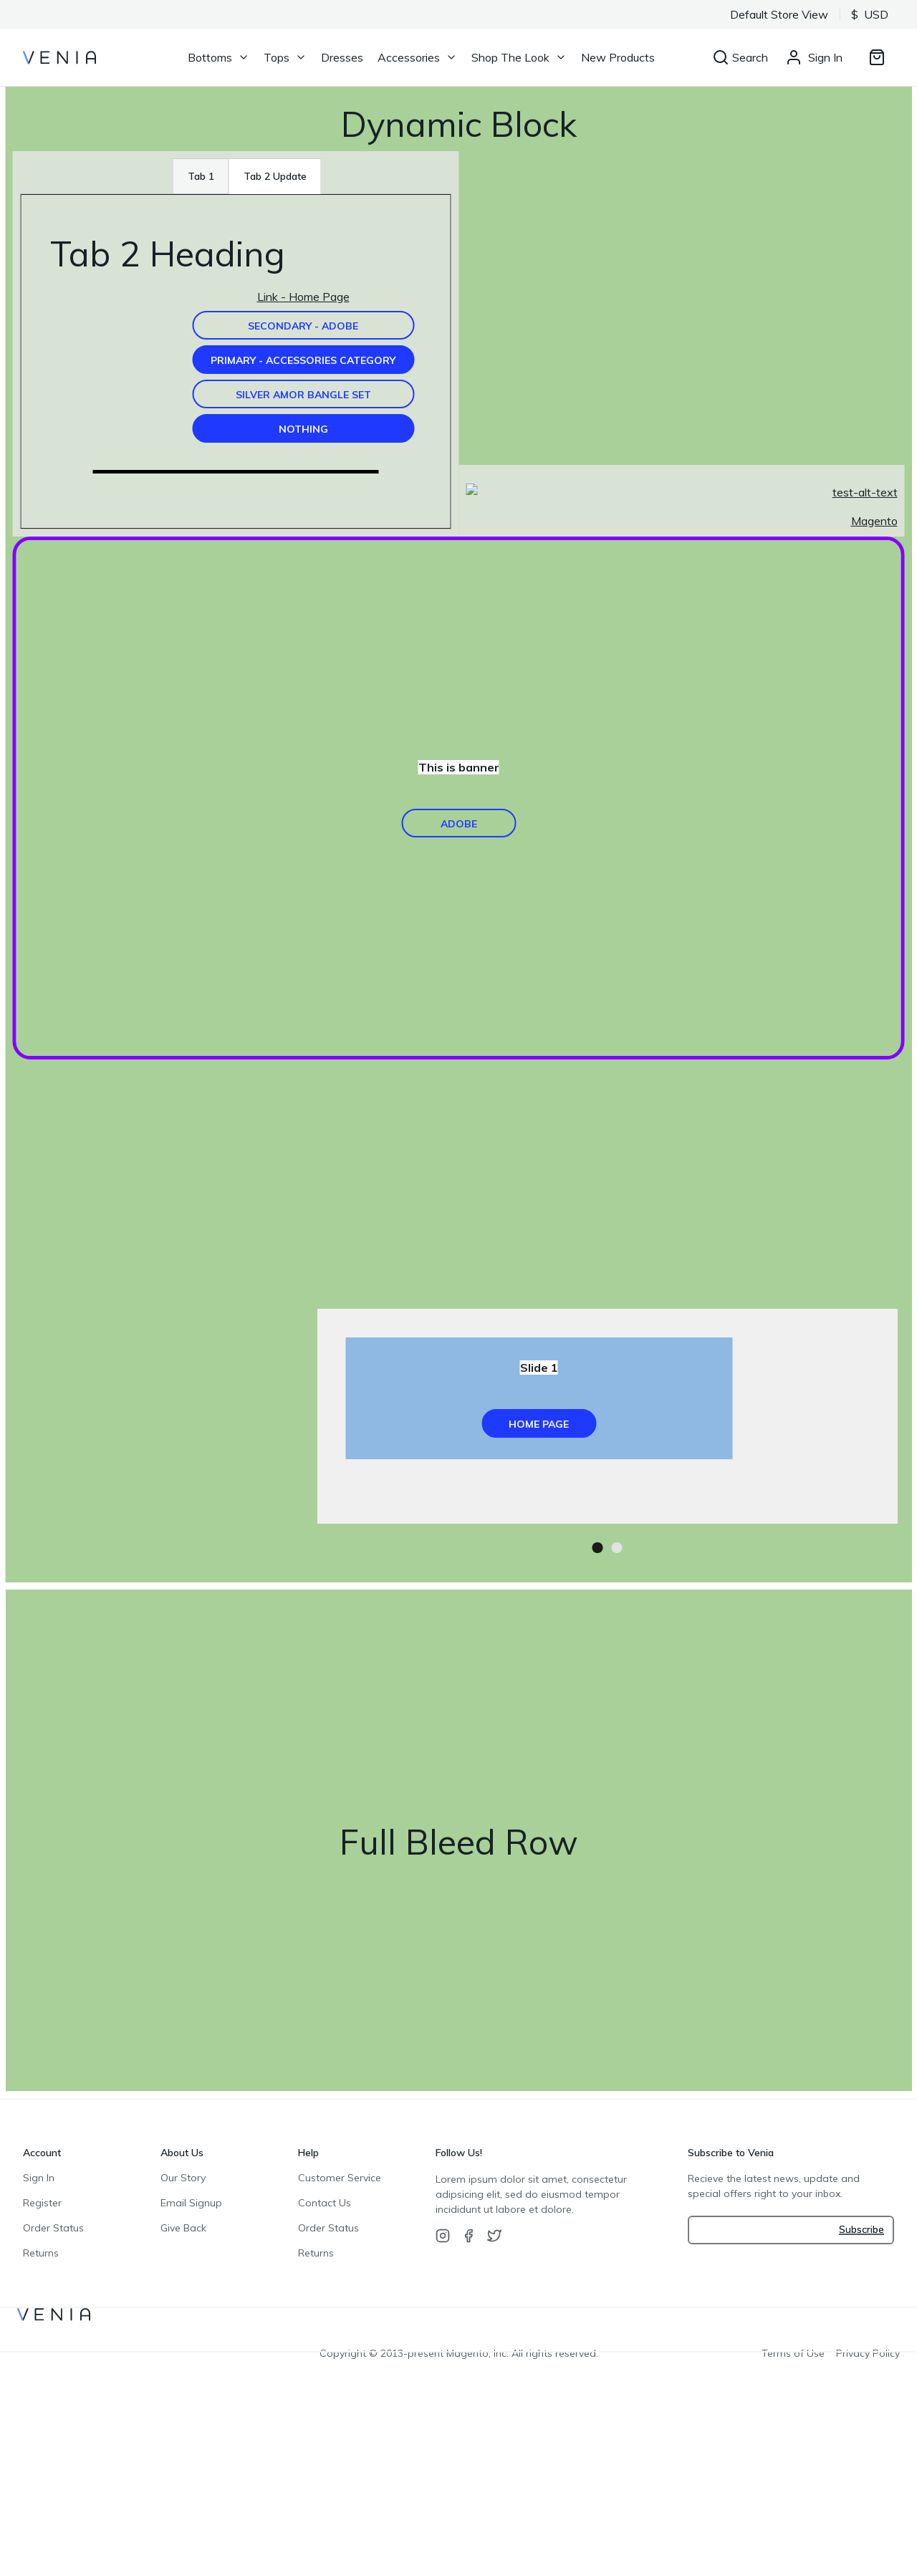 Default Store View
$ USD
VENIA
Bottoms
Tops
Dresses
Accessories
Shop The Look
New Products
Search
Sign In
Dynamic Block
Tab 1
Tab 2 Update
Tab 2 Heading
Link - Home Page
SECONDARY - ADOBE
PRIMARY - ACCESSORIES CATEGORY
SILVER AMOR BANGLE SET
NOTHING
test-alt-text
Magento
This is banner
ADOBE
Slide 1
HOME PAGE
Full Bleed Row
Account
Sign In
Register
Order Status
Returns
About Us
Our Story
Email Signup
Give Back
Help
Customer Service
Contact Us
Order Status
Returns
Follow Us!
Lorem ipsum dolor sit amet, consectetur
adipsicing elit, sed do eiusmod tempor
incididunt ut labore et dolore.
Subscribe to Venia
Recieve the latest news, update and
special offers right to your inbox.
Subscribe
VENIA
Copyright © 2013-present Magento, Inc. All rights reserved.
Terms of Use
Privacy Policy